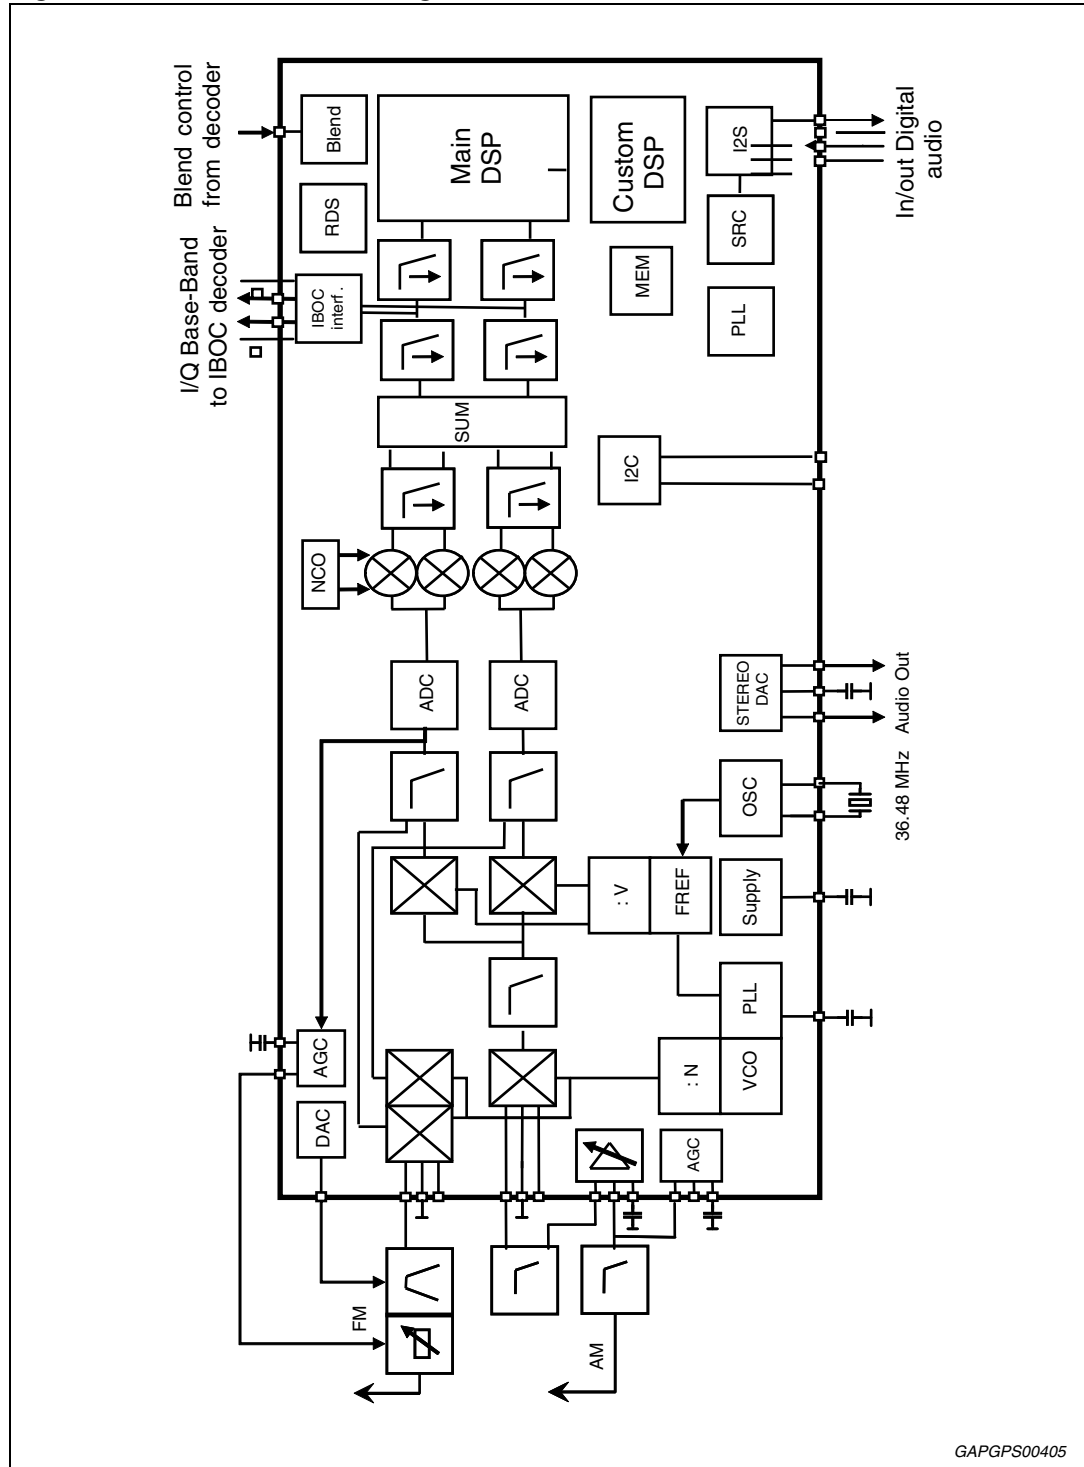 Blend control
from decoder
I/Q Base-Band
to IBOC decoder
Blend
RDS
IBOC
interf.
Main
DSP
Custom
DSP
I2S
SRC
MEM
PLL
In/out Digital
audio
SUM
I2C
NCO
ADC
ADC
STEREO
DAC
Audio Out
OSC
36.48 MHz
: V
FREF
Supply
PLL
VCO
: N
AGC
DAC
AGC
FM
AM
GAPGPS00405